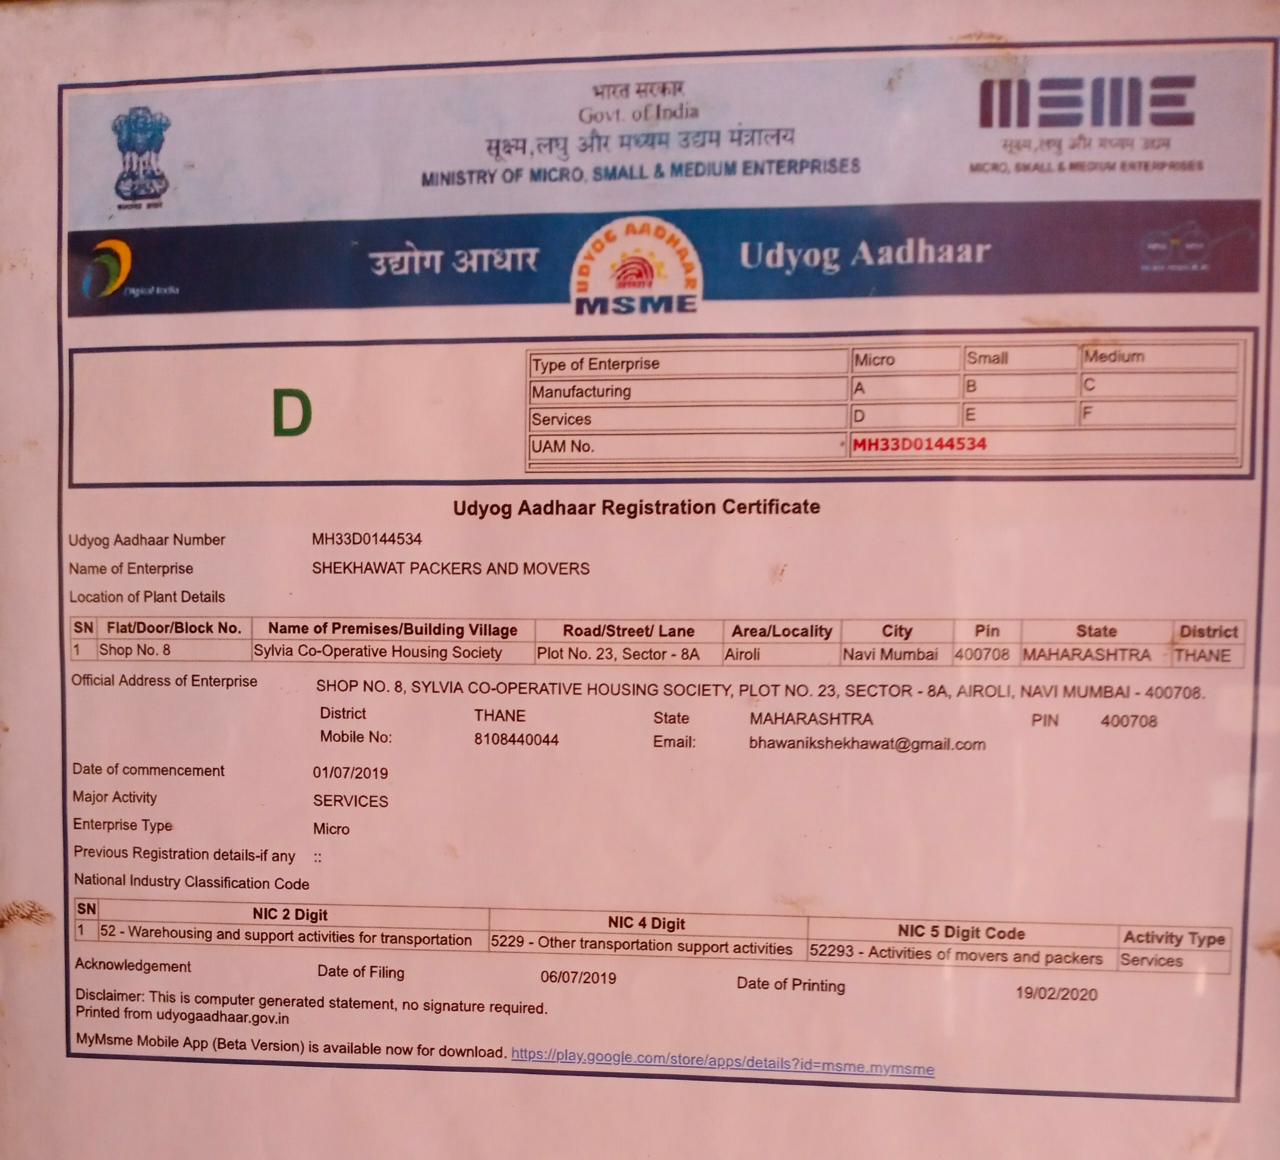 भारत सरकार
Govt. of India
सूक्ष्म,लघु और मध्यम उद्यम मंत्रालय
MINISTRY OF MICRO, SMALL & MEDIUM ENTERPRISES
MSME
सूक्ष्म,लघु और मध्यम उद्यम
MICRO, SMALL & MEDIUM ENTERPRISES
Digital India
उद्योग आधार
UDYOG AADHAAR
MSME
Udyog Aadhaar
D
Type of Enterprise Micro Small Medium
Manufacturing A B C
Services D E F
UAM No. MH33D0144534
Udyog Aadhaar Registration Certificate
Udyog Aadhaar Number MH33D0144534
Name of Enterprise SHEKHAWAT PACKERS AND MOVERS
Location of Plant Details
SN Flat/Door/Block No. Name of Premises/Building Village Road/Street/ Lane Area/Locality City Pin State District
1 Shop No. 8 Sylvia Co-Operative Housing Society Plot No. 23, Sector - 8A Airoli Navi Mumbai 400708 MAHARASHTRA THANE
Official Address of Enterprise SHOP NO. 8, SYLVIA CO-OPERATIVE HOUSING SOCIETY, PLOT NO. 23, SECTOR - 8A, AIROLI, NAVI MUMBAI - 400708.
District THANE State MAHARASHTRA PIN 400708
Mobile No: 8108440044 Email: bhawanikshekhawat@gmail.com
Date of commencement 01/07/2019
Major Activity SERVICES
Enterprise Type Micro
Previous Registration details-if any ::
National Industry Classification Code
SN NIC 2 Digit NIC 4 Digit NIC 5 Digit Code Activity Type
1 52 - Warehousing and support activities for transportation 5229 - Other transportation support activities 52293 - Activities of movers and packers Services
Acknowledgement Date of Filing 06/07/2019 Date of Printing 19/02/2020
Disclaimer: This is computer generated statement, no signature required.
Printed from udyogaadhaar.gov.in
MyMsme Mobile App (Beta Version) is available now for download. https://play.google.com/store/apps/details?id=msme.mymsme